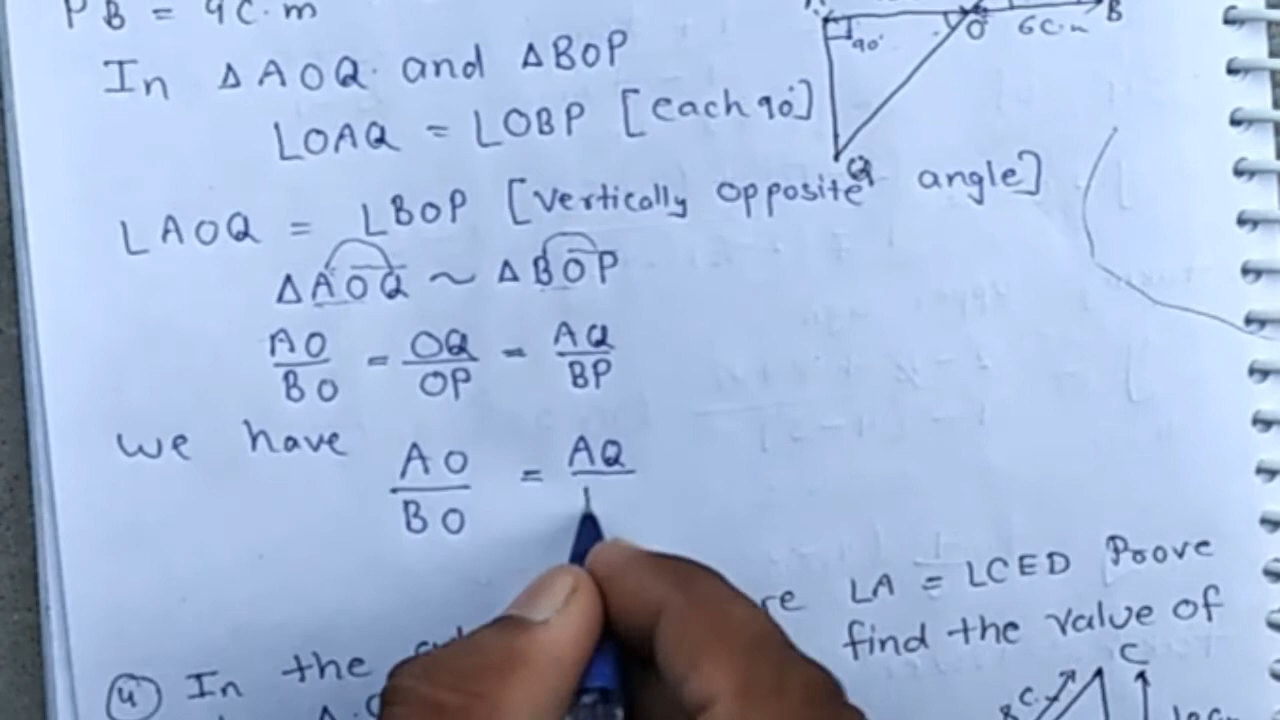 PB = 9c.m
In ΔAOQ. and ΔBOP
LOAQ = LOBP [each 90°]
LAOQ = LBOP [vertically opposite angle]
ΔAOQ ~ ΔBOP
AO/BO = OQ/OP = AQ/BP
we have AO/BO = AQ
90°
O
6c.m
B
Q
(4) In the
LA = LCED Prove
find the value of
C